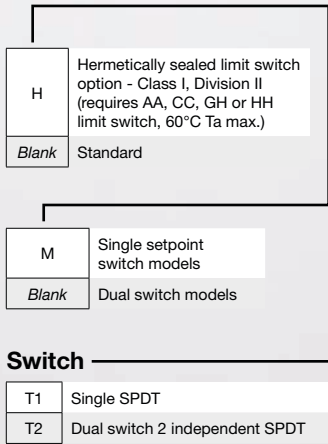 H
Hermetically sealed limit switch
option - Class I, Division II
(requires AA, CC, GH or HH
limit switch, 60°C Ta max.)
Blank
Standard
M
Single setpoint
switch models
Blank
Dual switch models
Switch
T1
Single SPDT
T2
Dual switch 2 independent SPDT